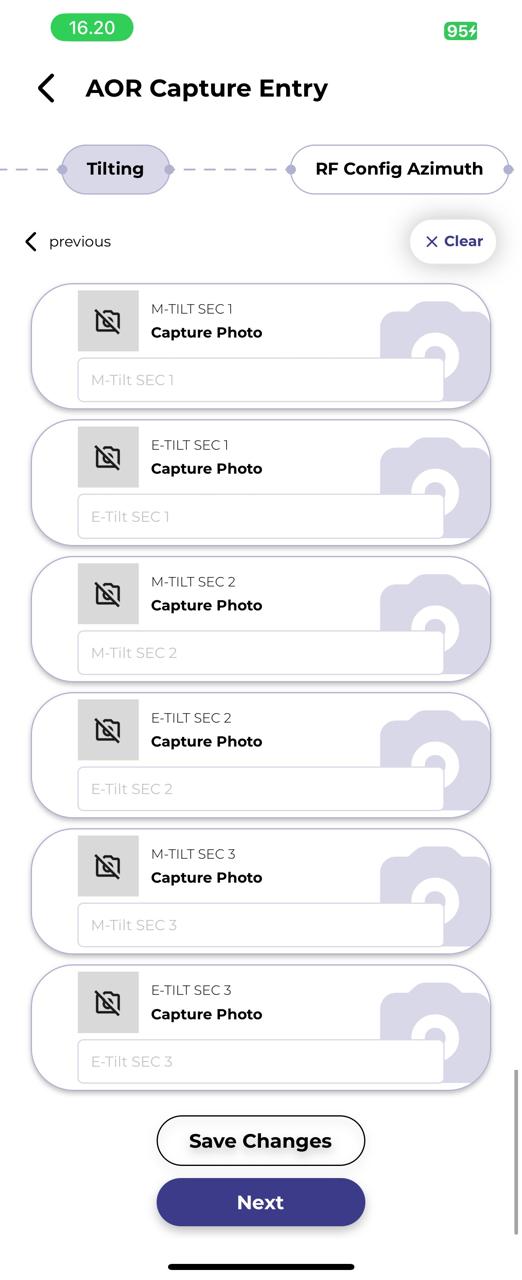 16.20
95
AOR Capture Entry
Tilting
RF Config Azimuth
previous
Clear
M-TILT SEC 1
Capture Photo
M-Tilt SEC 1
E-TILT SEC 1
Capture Photo
E-Tilt SEC 1
M-TILT SEC 2
Capture Photo
M-Tilt SEC 2
E-TILT SEC 2
Capture Photo
E-Tilt SEC 2
M-TILT SEC 3
Capture Photo
M-Tilt SEC 3
E-TILT SEC 3
Capture Photo
E-Tilt SEC 3
Save Changes
Next